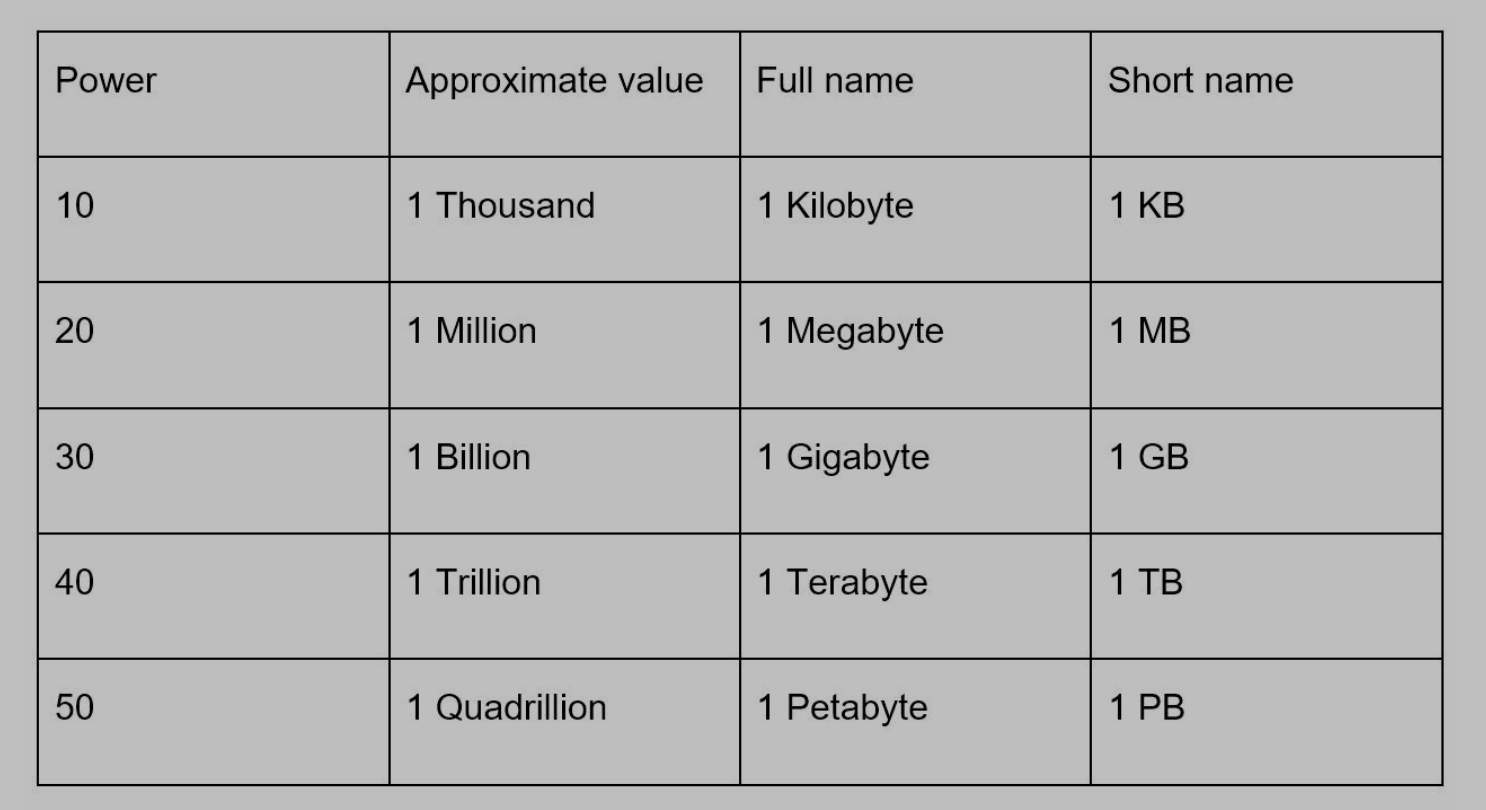 Power Approximate value Full name Short name
10 1 Thousand 1 Kilobyte 1 KB
20 1 Million 1 Megabyte 1 MB
30 1 Billion 1 Gigabyte 1 GB
40 1 Trillion 1 Terabyte 1 TB
50 1 Quadrillion 1 Petabyte 1 PB